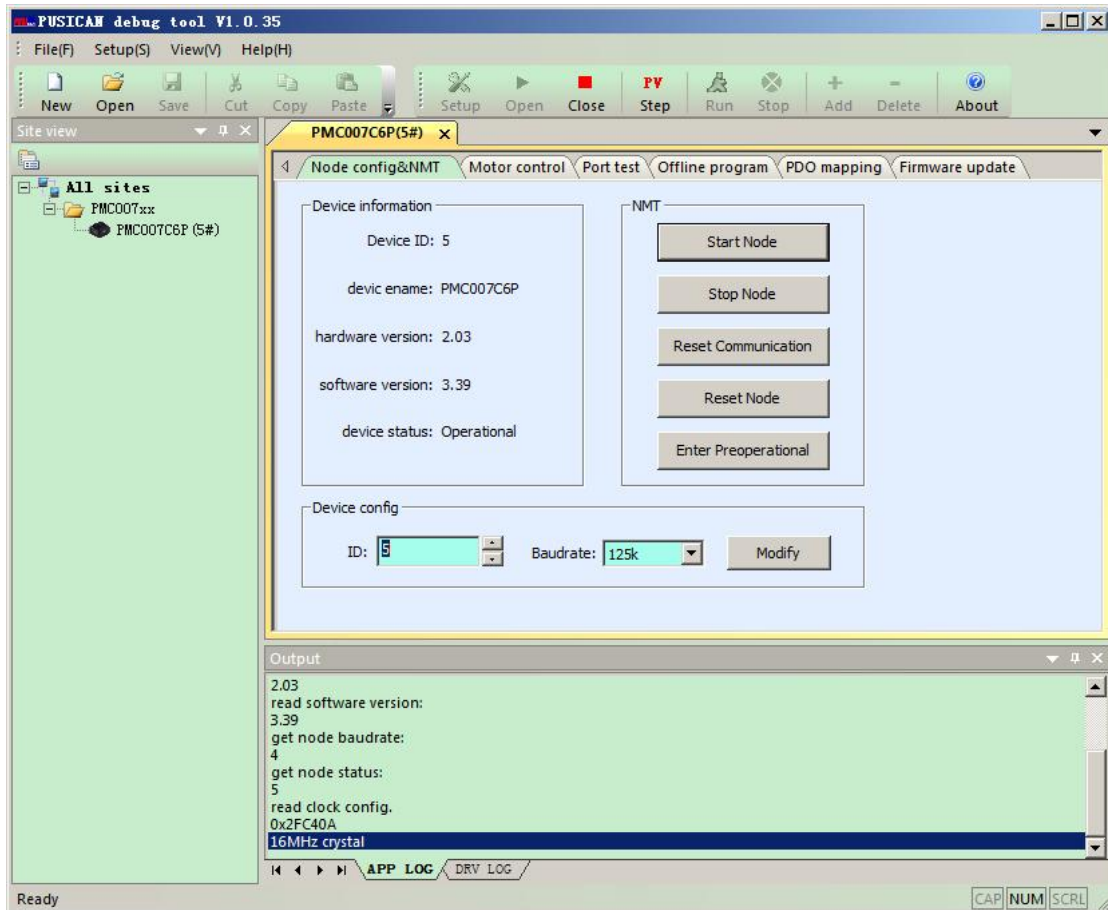 PUSICAN debug tool V1.0.35
File(F) Setup(S) View(V) Help(H)
New Open Save Cut Copy Paste Setup Open Close PV Step Run Stop Add Delete About
Site view
All sites
PMC007xx
PMC007C6P (5#)
PMC007C6P(5#)
Node config&NMT Motor control Port test Offline program PDO mapping Firmware update
Device information
Device ID: 5
devic ename: PMC007C6P
hardware version: 2.03
software version: 3.39
device status: Operational
NMT
Start Node
Stop Node
Reset Communication
Reset Node
Enter Preoperational
Device config
ID: 5 Baudrate: 125k Modify
Output
2.03
read software version:
3.39
get node baudrate:
4
get node status:
5
read clock config.
0x2FC40A
16MHz crystal
APP LOG DRV LOG
Ready CAP NUM SCRL